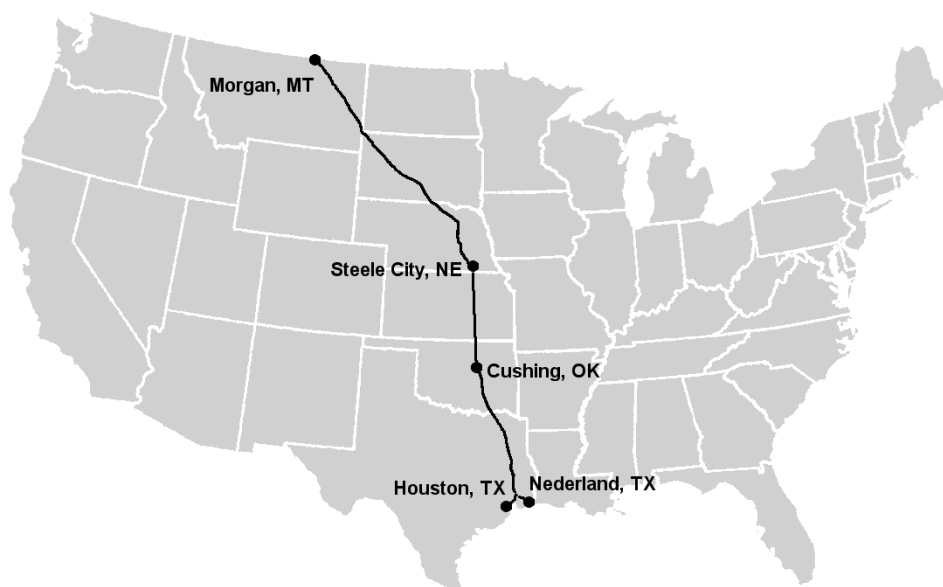 Morgan, MT
Steele City, NE
Cushing, OK
Houston, TX
Nederland, TX